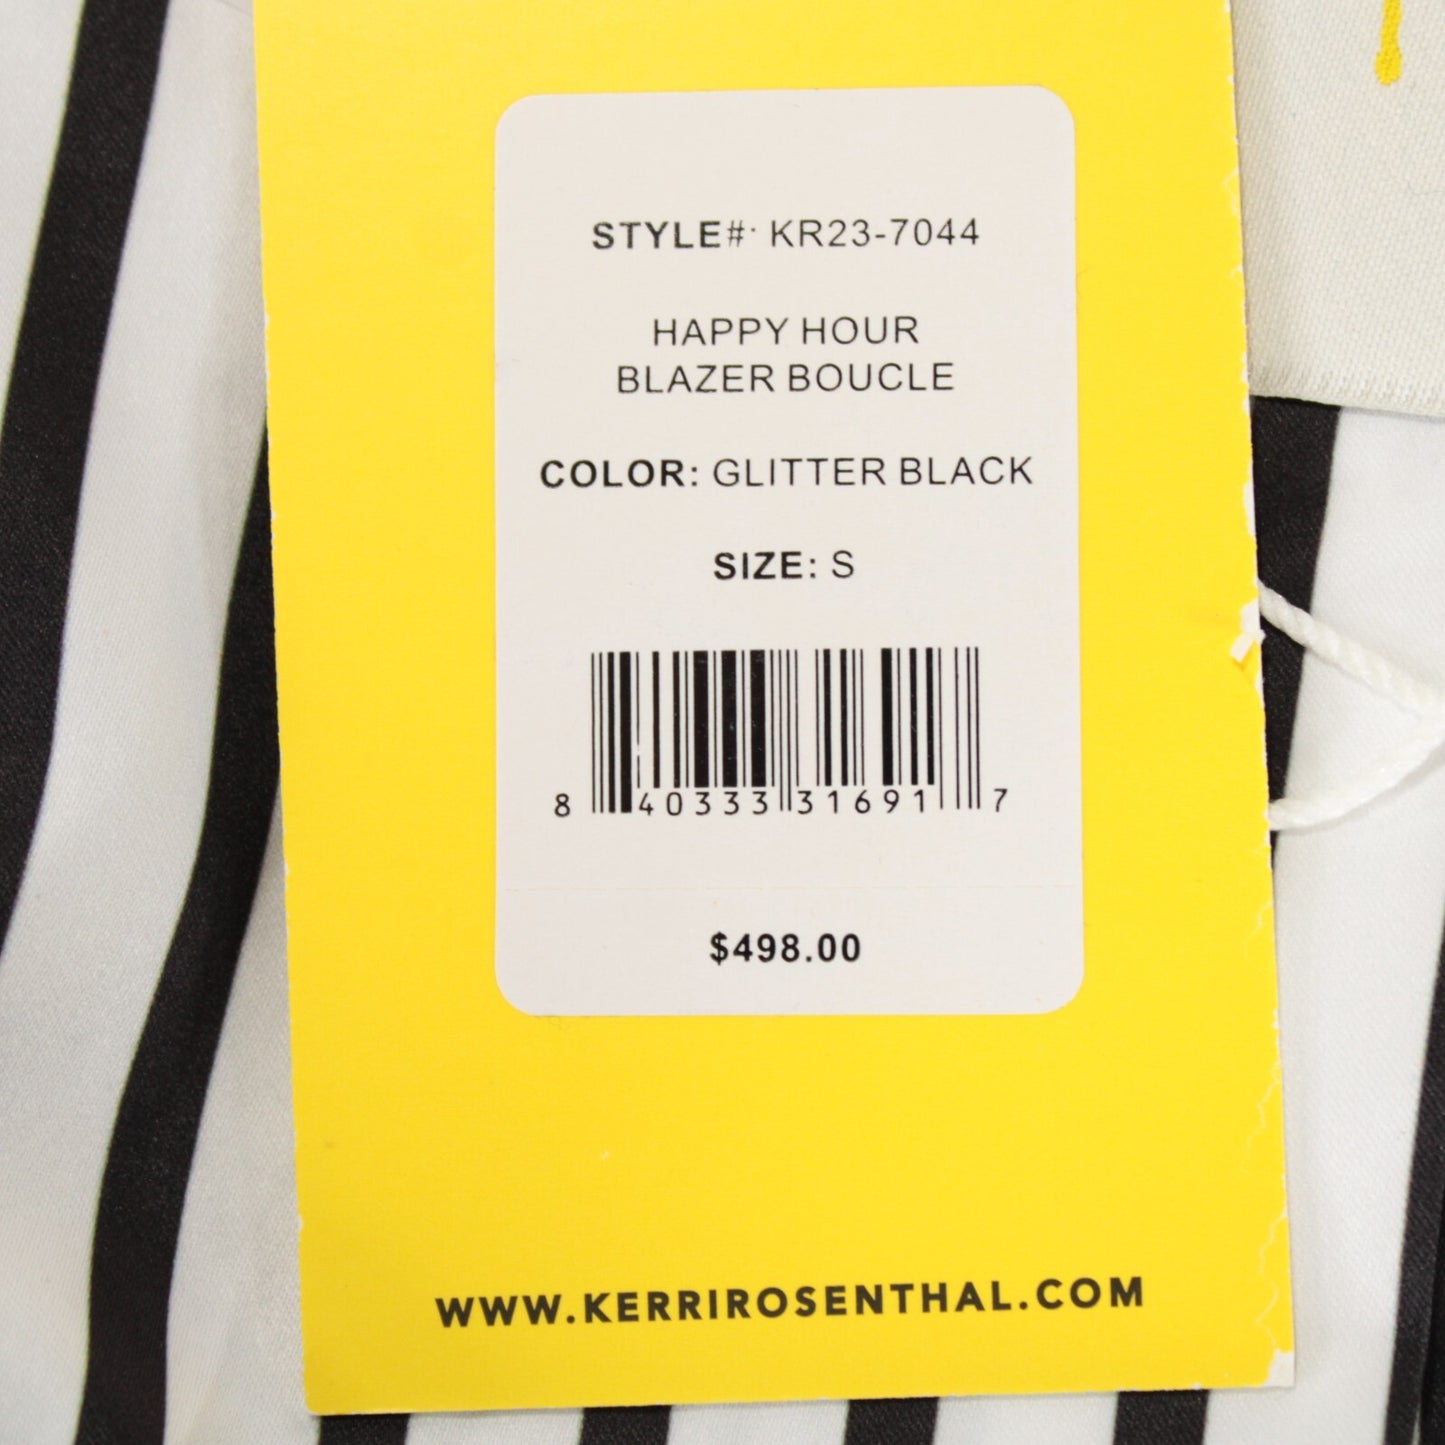 STYLE#: KR23-7044
HAPPY HOUR
BLAZER BOUCLE
COLOR: GLITTER BLACK
SIZE: S
8 40333 31691 7
$498.00
WWW.KERRIROSENTHAL.COM